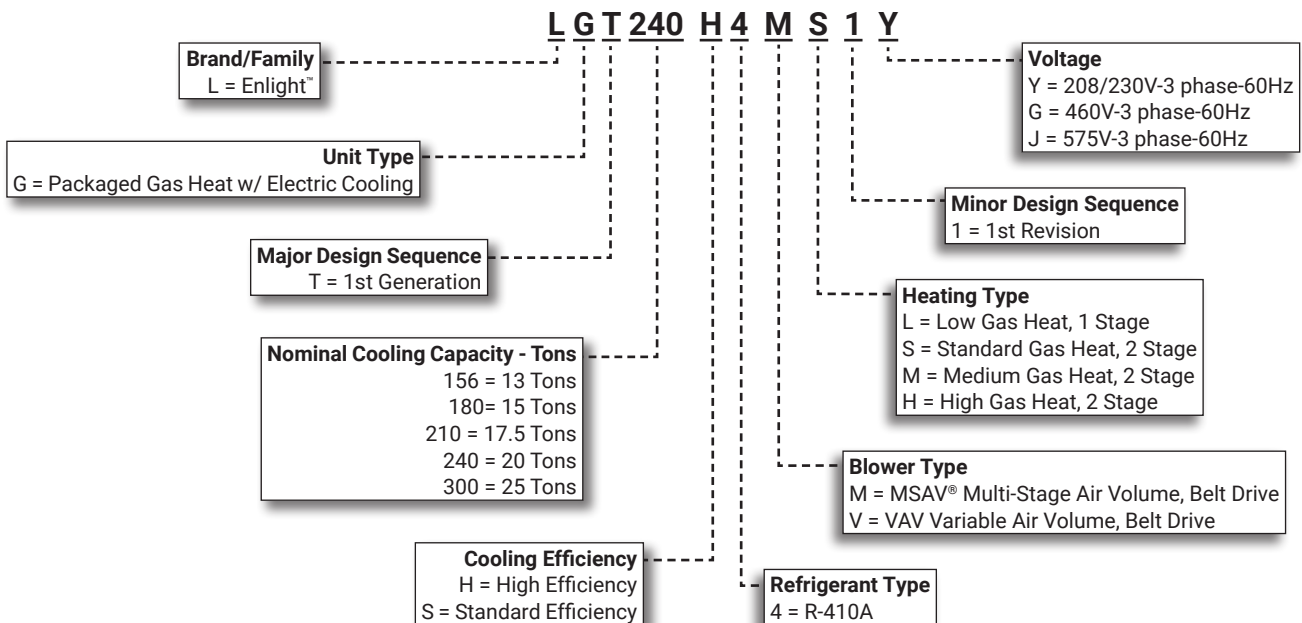 L G T 240 H 4 M S 1 Y
Brand/Family
L = Enlight™
Voltage
Y = 208/230V-3 phase-60Hz
G = 460V-3 phase-60Hz
J = 575V-3 phase-60Hz
Unit Type
G = Packaged Gas Heat w/ Electric Cooling
Minor Design Sequence
1 = 1st Revision
Major Design Sequence
T = 1st Generation
Heating Type
L = Low Gas Heat, 1 Stage
S = Standard Gas Heat, 2 Stage
M = Medium Gas Heat, 2 Stage
H = High Gas Heat, 2 Stage
Nominal Cooling Capacity - Tons
156 = 13 Tons
180= 15 Tons
210 = 17.5 Tons
240 = 20 Tons
300 = 25 Tons
Blower Type
M = MSAV® Multi-Stage Air Volume, Belt Drive
V = VAV Variable Air Volume, Belt Drive
Cooling Efficiency
H = High Efficiency
S = Standard Efficiency
Refrigerant Type
4 = R-410A